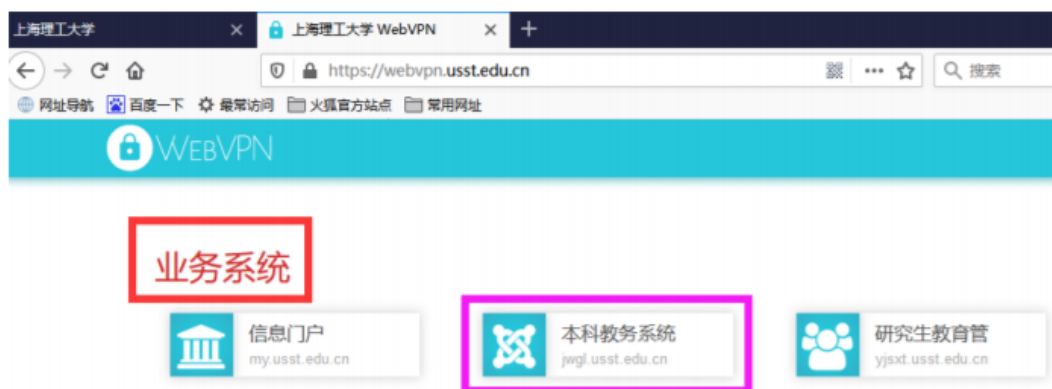 上海理工大学
上海理工大学 WebVPN
https://webvpn.usst.edu.cn
搜索
网址导航 百度一下 最常访问 火狐官方站点 常用网址
WEBVPN
业务系统
信息门户 本科教务系统 研究生教育管
my.usst.edu.cn jwgl.usst.edu.cn yjsxt.usst.edu.cn